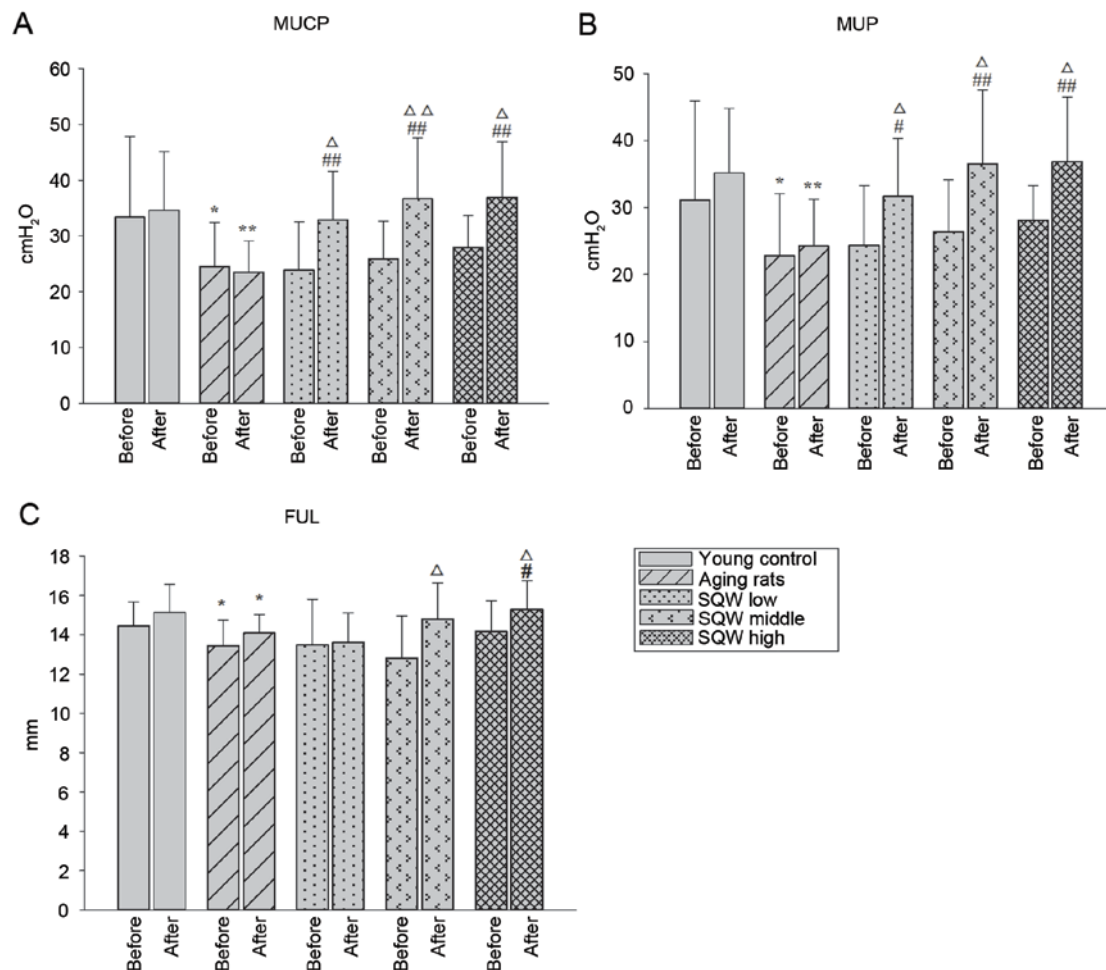 A
MUCP
60
50
40
30
20
10
0
cmH₂O
* ** △ ## △ △ ## △ ##
Before After Before After Before After Before After Before After
B
MUP
50
40
30
20
10
0
cmH₂O
* ** △ # △ ## △ ##
Before After Before After Before After Before After Before After
C
FUL
18
16
14
12
10
8
6
4
2
0
mm
* * △ △ #
Before After Before After Before After Before After Before After
Young control
Aging rats
SQW low
SQW middle
SQW high